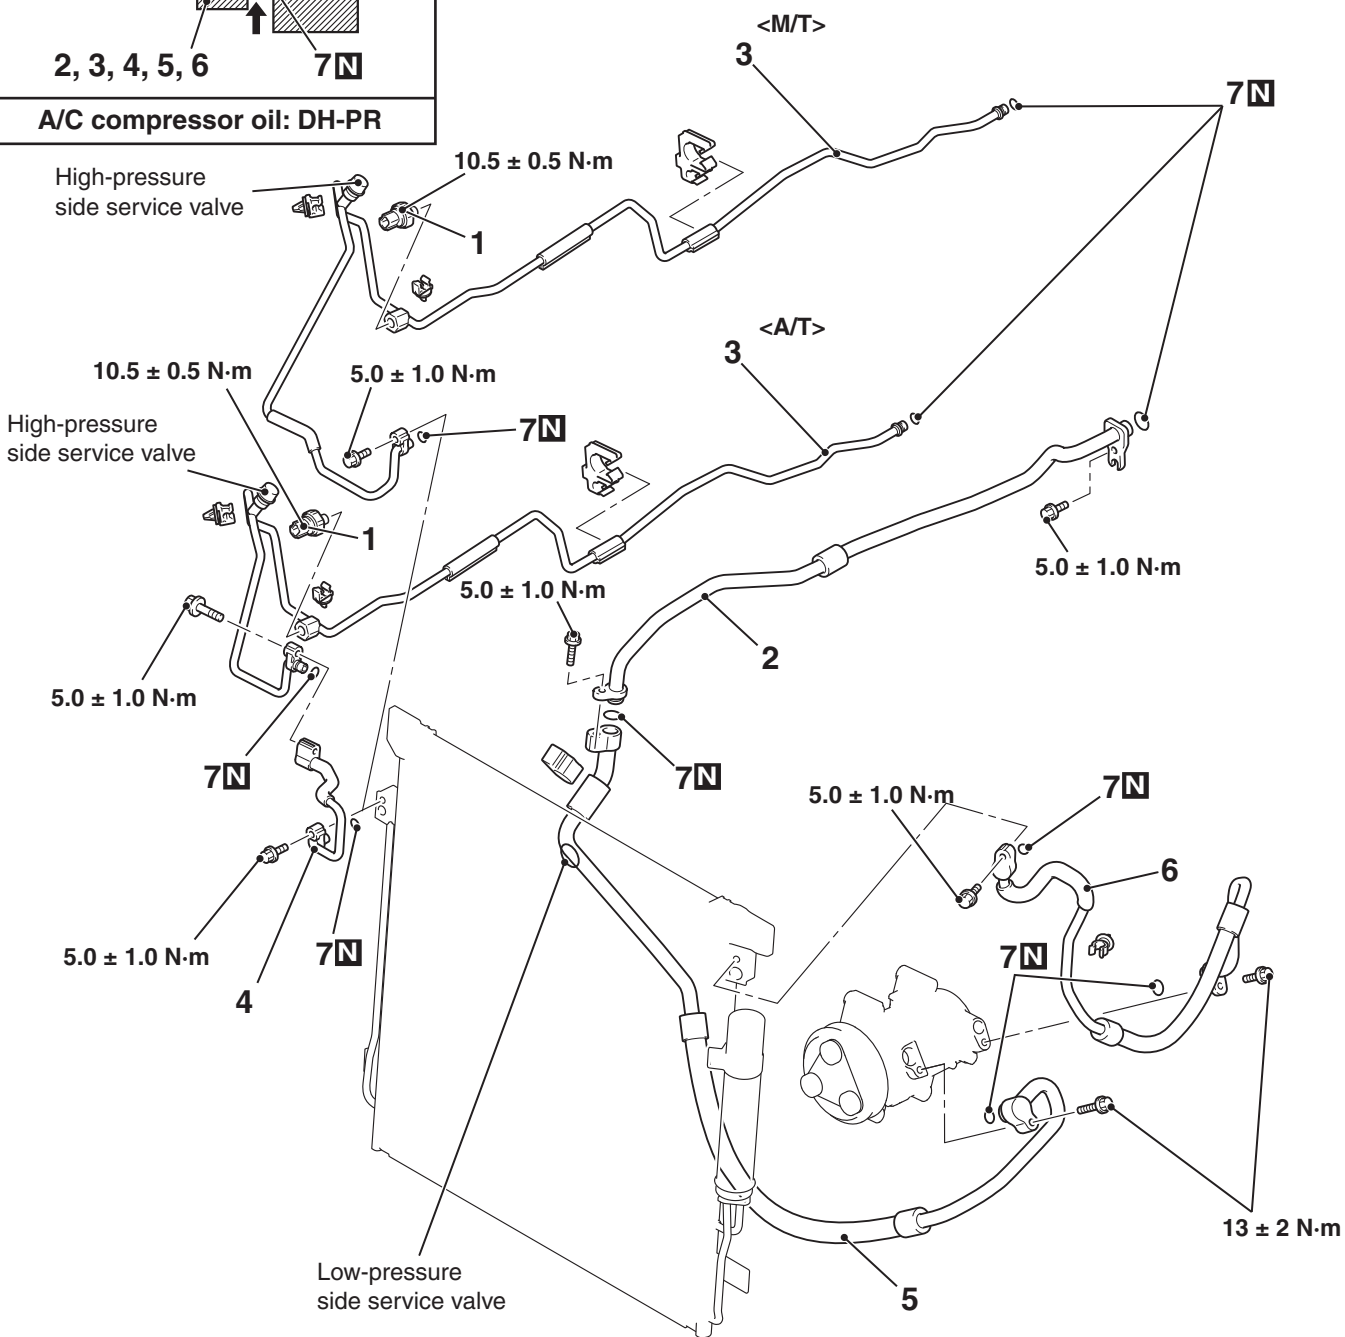 <M/T>
3
2, 3, 4, 5, 6
7N
7N
A/C compressor oil: DH-PR
10.5 ± 0.5 N·m
High-pressure
side service valve
1
<A/T>
3
10.5 ± 0.5 N·m
5.0 ± 1.0 N·m
High-pressure
side service valve
7N
1
5.0 ± 1.0 N·m
5.0 ± 1.0 N·m
2
5.0 ± 1.0 N·m
7N
7N
5.0 ± 1.0 N·m
7N
6
5.0 ± 1.0 N·m
7N
7N
4
13 ± 2 N·m
Low-pressure
side service valve
5